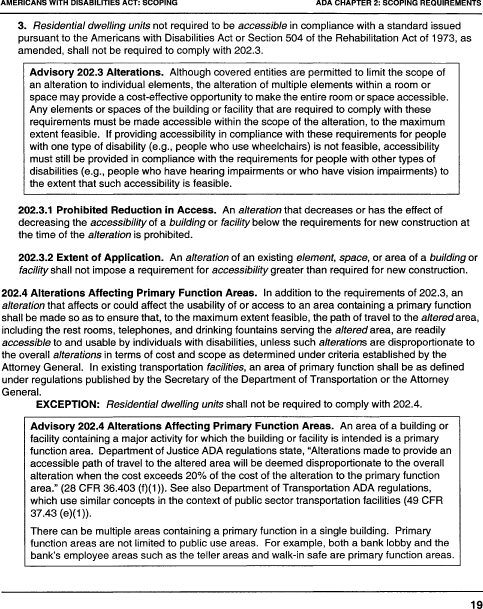 AMERICANS WITH DISABILITIES ACT: SCOPING
ADA CHAPTER 2: SCOPING REQUIREMENTS
3. Residential dwelling units not required to be accessible in compliance with a standard issued
pursuant to the Americans with Disabilities Act or Section 504 of the Rehabilitation Act of 1973, as
amended, shall not be required to comply with 202.3.
Advisory 202.3 Alterations. Although covered entities are permitted to limit the scope of
an alteration to individual elements, the alteration of multiple elements within a room or
space may provide a cost-effective opportunity to make the entire room or space accessible.
Any elements or spaces of the building or facility that are required to comply with these
requirements must be made accessible within the scope of the alteration, to the maximum
extent feasible. If providing accessibility in compliance with these requirements for people
with one type of disability (e.g., people who use wheelchairs) is not feasible, accessibility
must still be provided in compliance with the requirements for people with other types of
disabilities (e.g., people who have hearing impairments or who have vision impairments) to
the extent that such accessibility is feasible.
202.3.1 Prohibited Reduction in Access. An alteration that decreases or has the effect of
decreasing the accessibility of a building or facility below the requirements for new construction at
the time of the alteration is prohibited.
202.3.2 Extent of Application. An alteration of an existing element, space, or area of a building or
facility shall not impose a requirement for accessibility greater than required for new construction.
202.4 Alterations Affecting Primary Function Areas. In addition to the requirements of 202.3, an
alteration that affects or could affect the usability of or access to an area containing a primary function
shall be made so as to ensure that, to the maximum extent feasible, the path of travel to the altered area,
including the rest rooms, telephones, and drinking fountains serving the altered area, are readily
accessible to and usable by individuals with disabilities, unless such alterations are disproportionate to
the overall alterations in terms of cost and scope as determined under criteria established by the
Attorney General. In existing transportation facilities, an area of primary function shall be as defined
under regulations published by the Secretary of the Department of Transportation or the Attorney
General.
EXCEPTION: Residential dwelling units shall not be required to comply with 202.4.
Advisory 202.4 Alterations Affecting Primary Function Areas. An area of a building or
facility containing a major activity for which the building or facility is intended is a primary
function area. Department of Justice ADA regulations state, “Alterations made to provide an
accessible path of travel to the altered area will be deemed disproportionate to the overall
alteration when the cost exceeds 20% of the cost of the alteration to the primary function
area.” (28 CFR 36.403 (f)(1)). See also Department of Transportation ADA regulations,
which use similar concepts in the context of public sector transportation facilities (49 CFR
37.43 (e)(1)).
There can be multiple areas containing a primary function in a single building. Primary
function areas are not limited to public use areas. For example, both a bank lobby and the
bank’s employee areas such as the teller areas and walk-in safe are primary function areas.
19